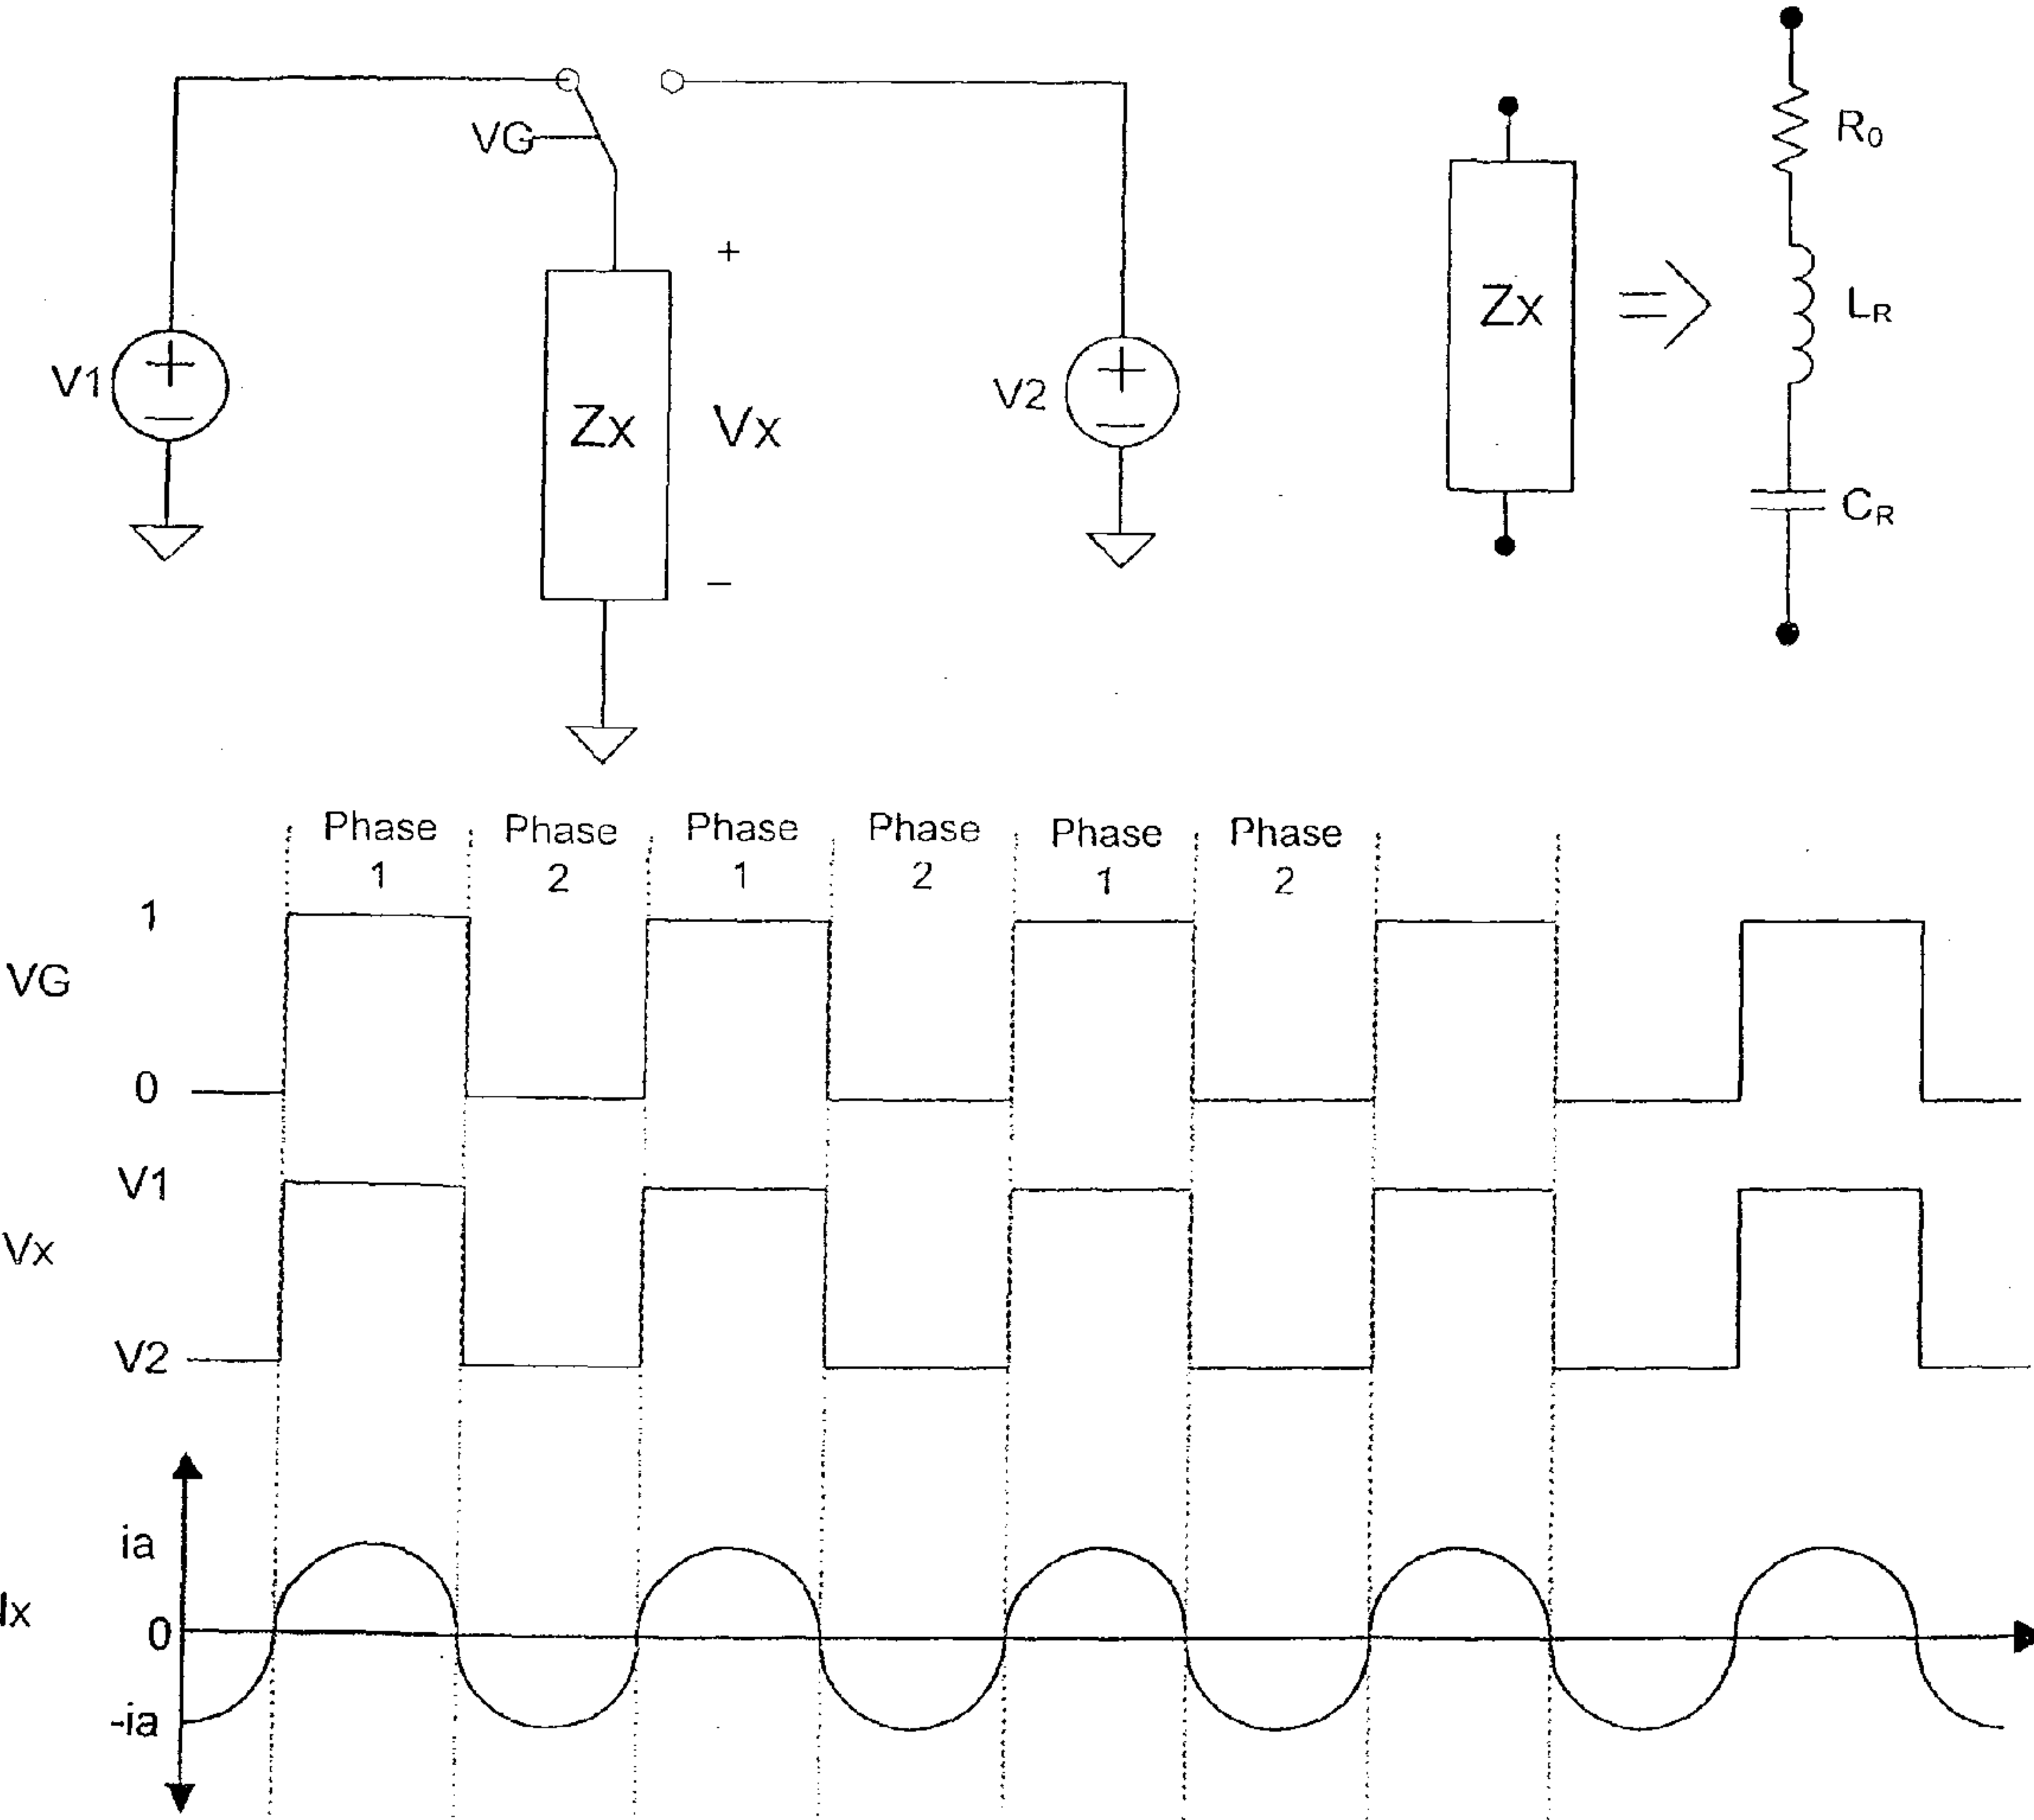 VG
V1
+
−
Zx
Vx
+
−
V2
+
−
Zx
R0
LR
CR
Phase 1
Phase 2
Phase 1
Phase 2
Phase 1
Phase 2
VG
1
0
Vx
V1
V2
Ix
ia
0
-ia